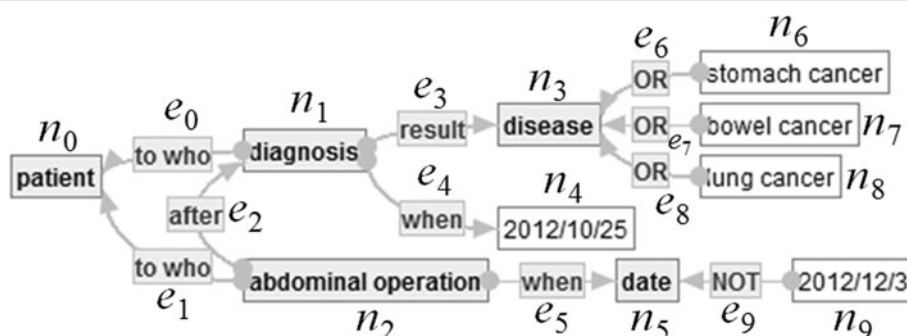 e6 n6
OR stomach cancer
e3 n3
n0 e0 n1 result disease OR bowel cancer n7
e7
to who diagnosis
patient e4 n4 OR lung cancer n8
e8
after e2 when 2012/10/25
to who abdominal operation when date NOT 2012/12/3
e1 n2 e5 n5 e9 n9